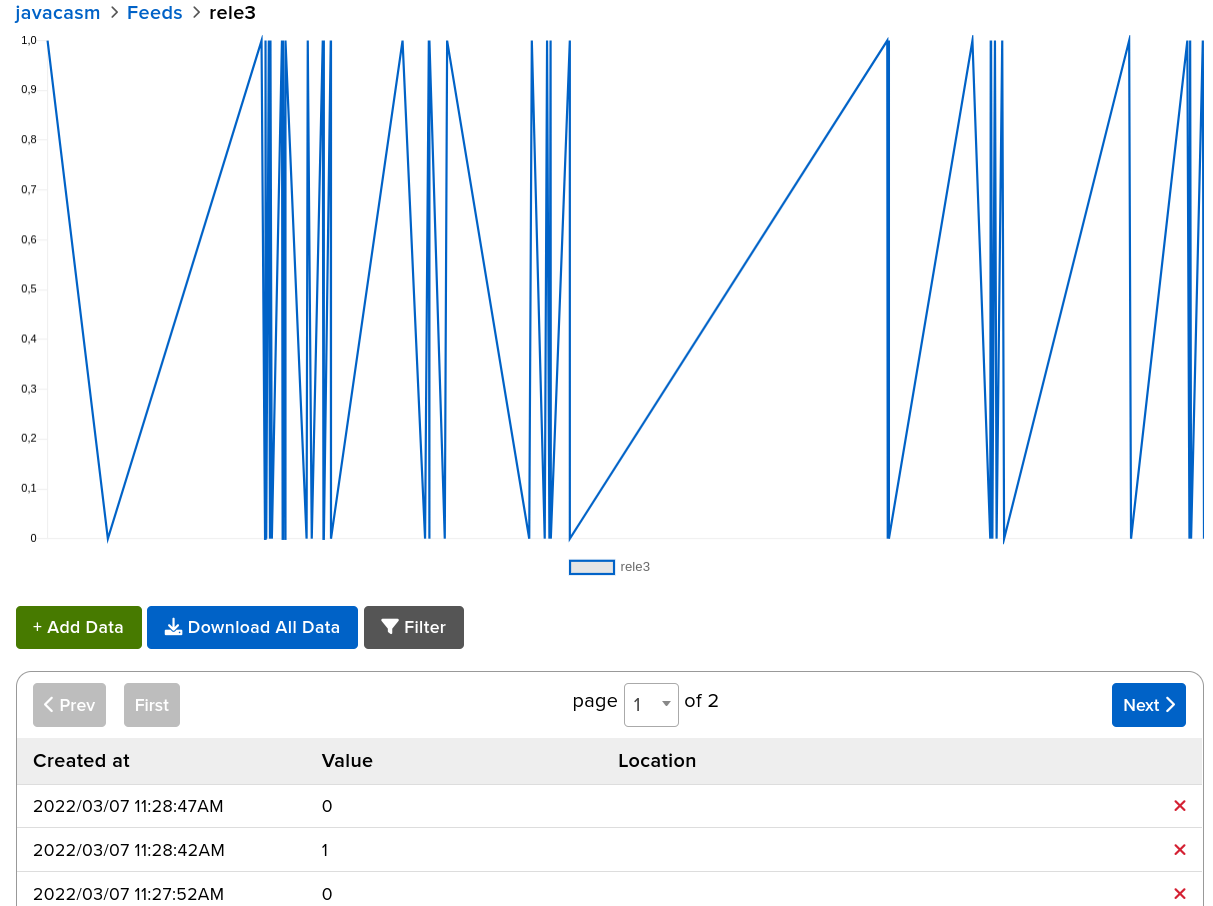 javacasm > Feeds > rele3
1,0
0,9
0,8
0,7
0,6
0,5
0,4
0,3
0,2
0,1
0
rele3
+ Add Data Download All Data Filter
Prev First page 1 of 2 Next
Created at Value Location
2022/03/07 11:28:47AM 0
2022/03/07 11:28:42AM 1
2022/03/07 11:27:52AM 0